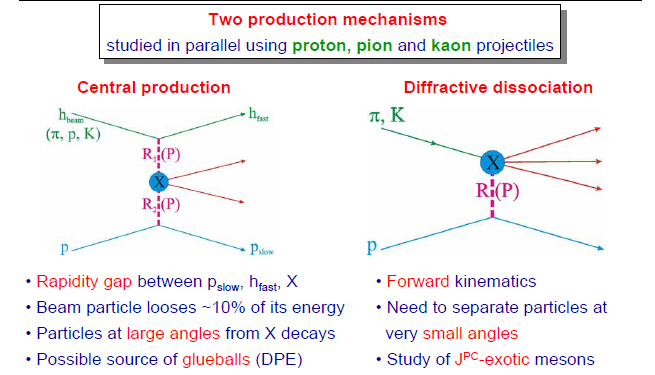 Two production mechanisms
studied in parallel using proton, pion and kaon projectiles
Central production
h_beam
(π, p, K)
h_fast
R₁(P)
X
R₂(P)
p
p_slow
• Rapidity gap between p_slow, h_fast, X
• Beam particle looses ~10% of its energy
• Particles at large angles from X decays
• Possible source of glueballs (DPE)
Diffractive dissociation
π, K
X
R(P)
p
• Forward kinematics
• Need to separate particles at
very small angles
• Study of J^PC-exotic mesons